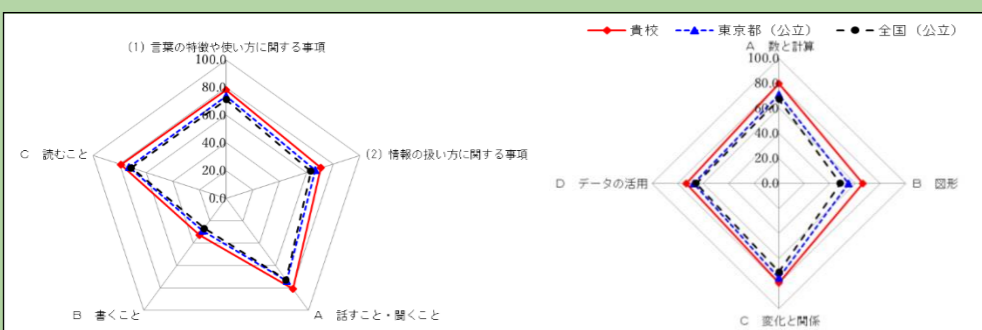 (1) 言葉の特徴や使い方に関する事項
100.0
80.0
60.0
40.0
20.0
0.0
(2) 情報の扱い方に関する事項
A 話すこと・聞くこと
B 書くこと
C 読むこと
貴校 東京都（公立） 全国（公立）
A 数と計算
100.0
80.0
60.0
40.0
20.0
0.0
B 図形
C 変化と関係
D データの活用